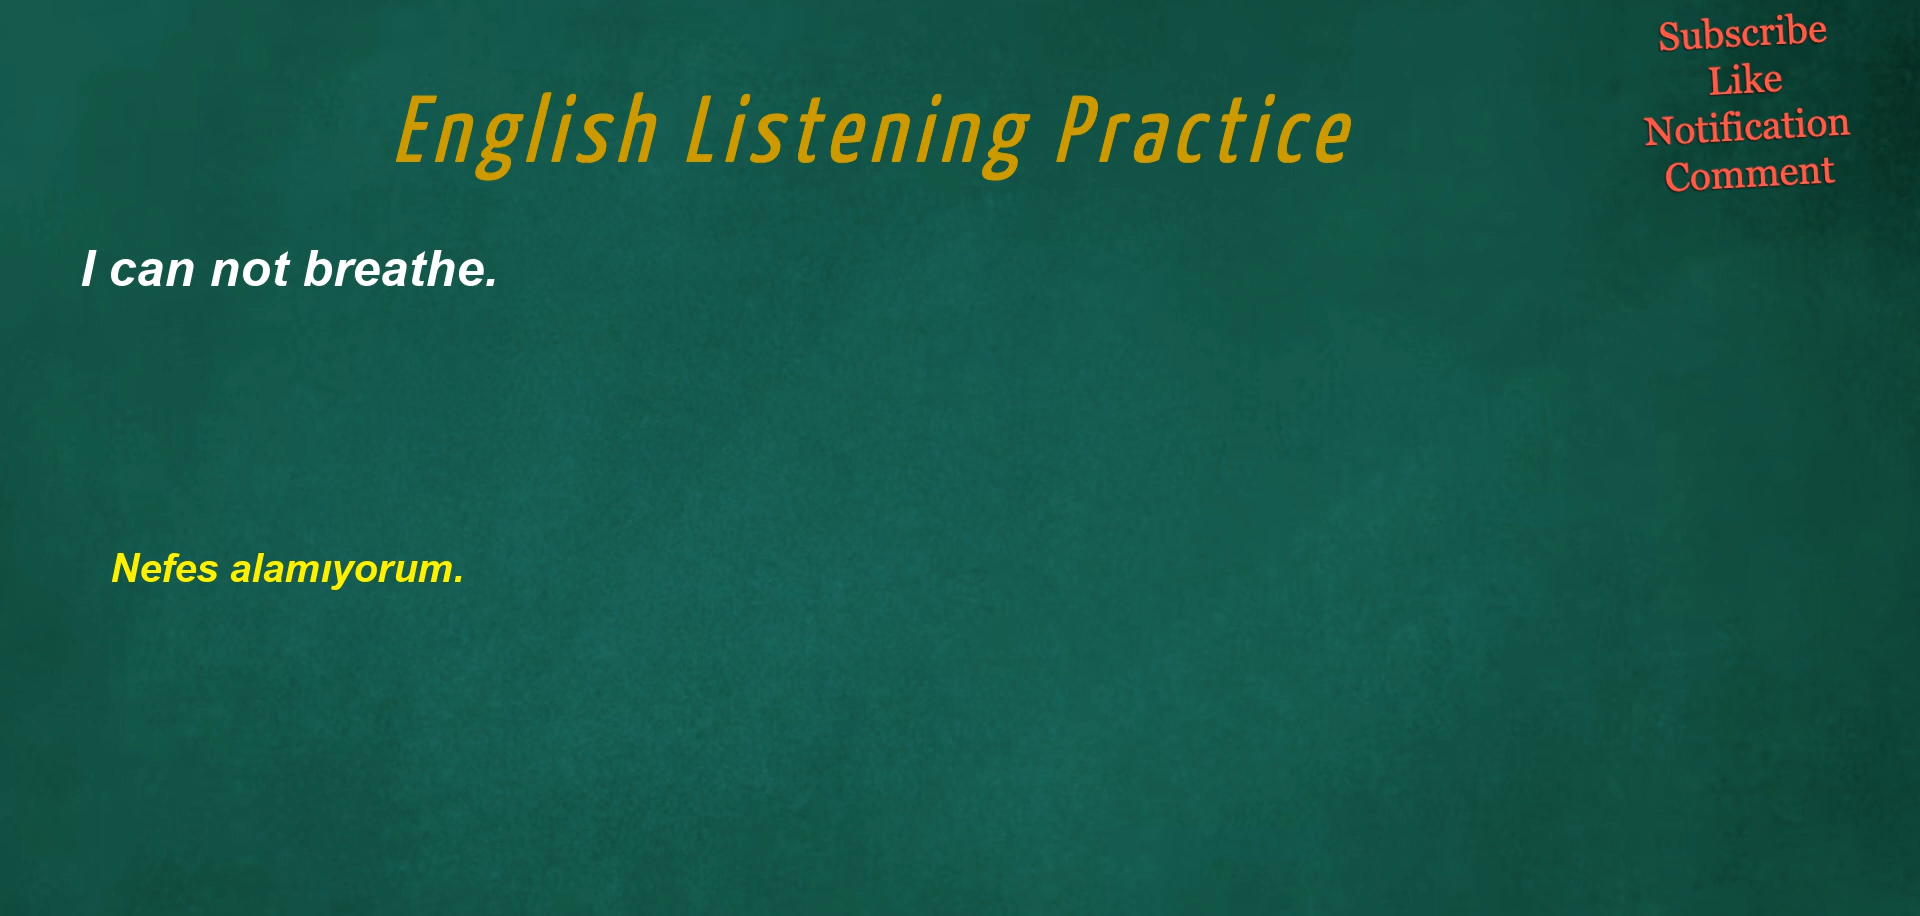 English Listening Practice
Subscribe
Like
Notification
Comment
I can not breathe.
Nefes alamıyorum.